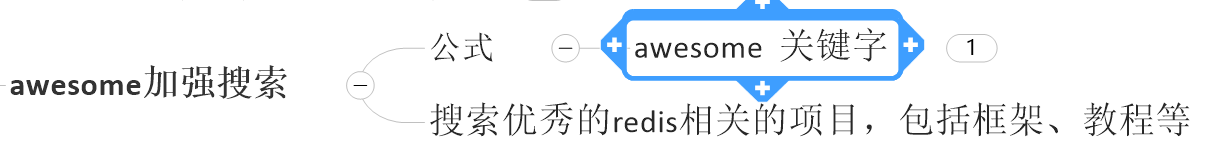 awesome加强搜索
公式
awesome 关键字
1
搜索优秀的redis相关的项目，包括框架、教程等